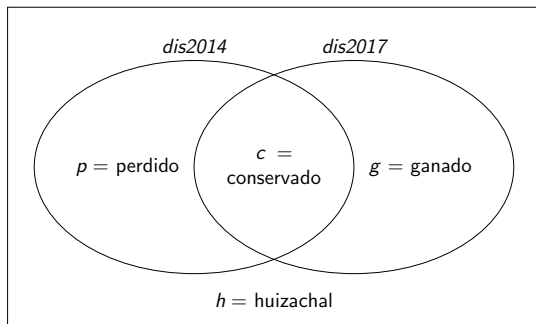 dis2014
dis2017
p = perdido
c =
conservado
g = ganado
h = huizachal